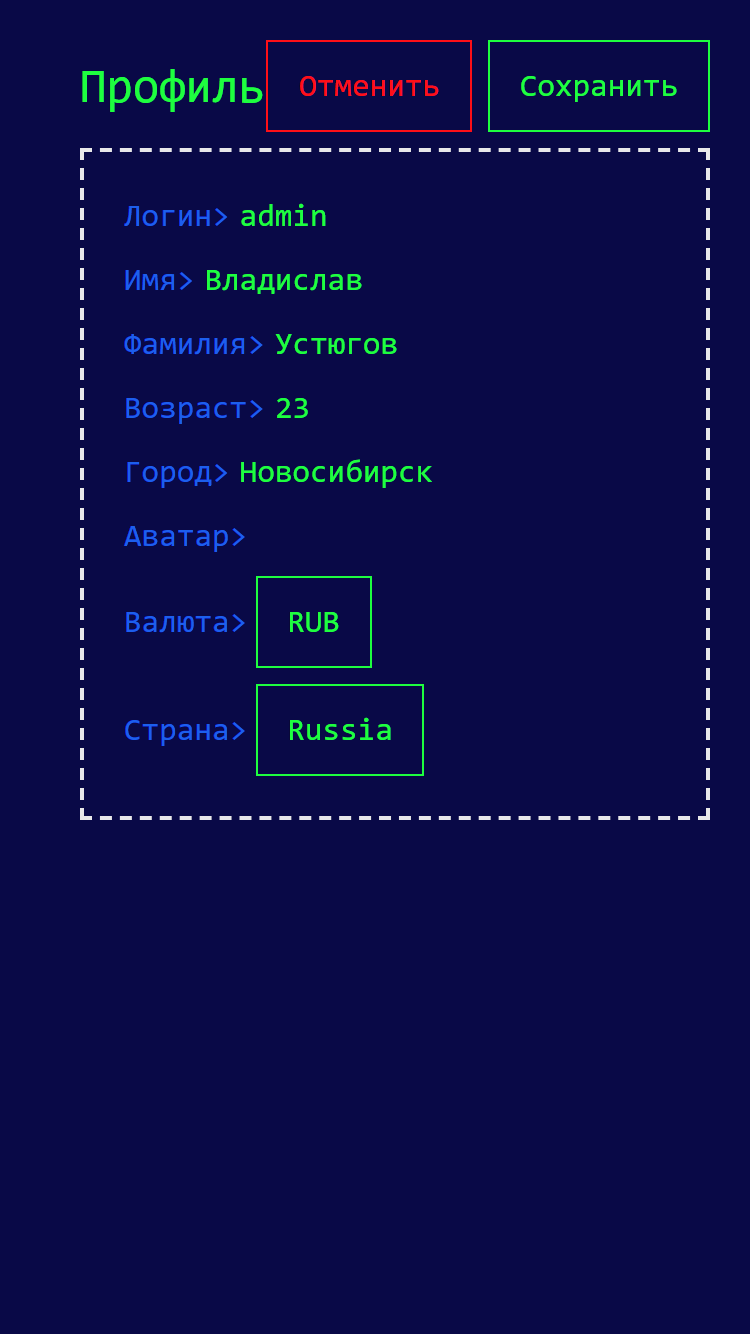 Профиль Отменить Сохранить
Логин> admin
Имя> Владислав
Фамилия> Устюгов
Возраст> 23
Город> Новосибирск
Аватар>
Валюта> RUB
Страна> Russia